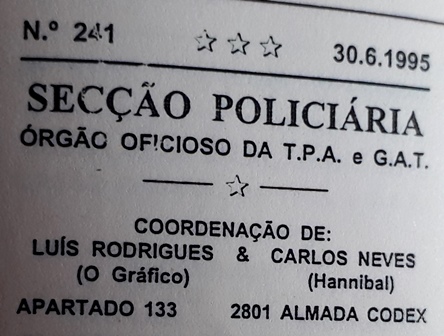 N.º 241 ☆ ☆ ☆ 30.6.1995
SECÇÃO POLICIÁRIA
ÓRGÃO OFICIOSO DA T.P.A. e G.A.T.
COORDENAÇÃO DE:
LUÍS RODRIGUES & CARLOS NEVES
(O Gráfico) (Hannibal)
APARTADO 133 2801 ALMADA CODEX